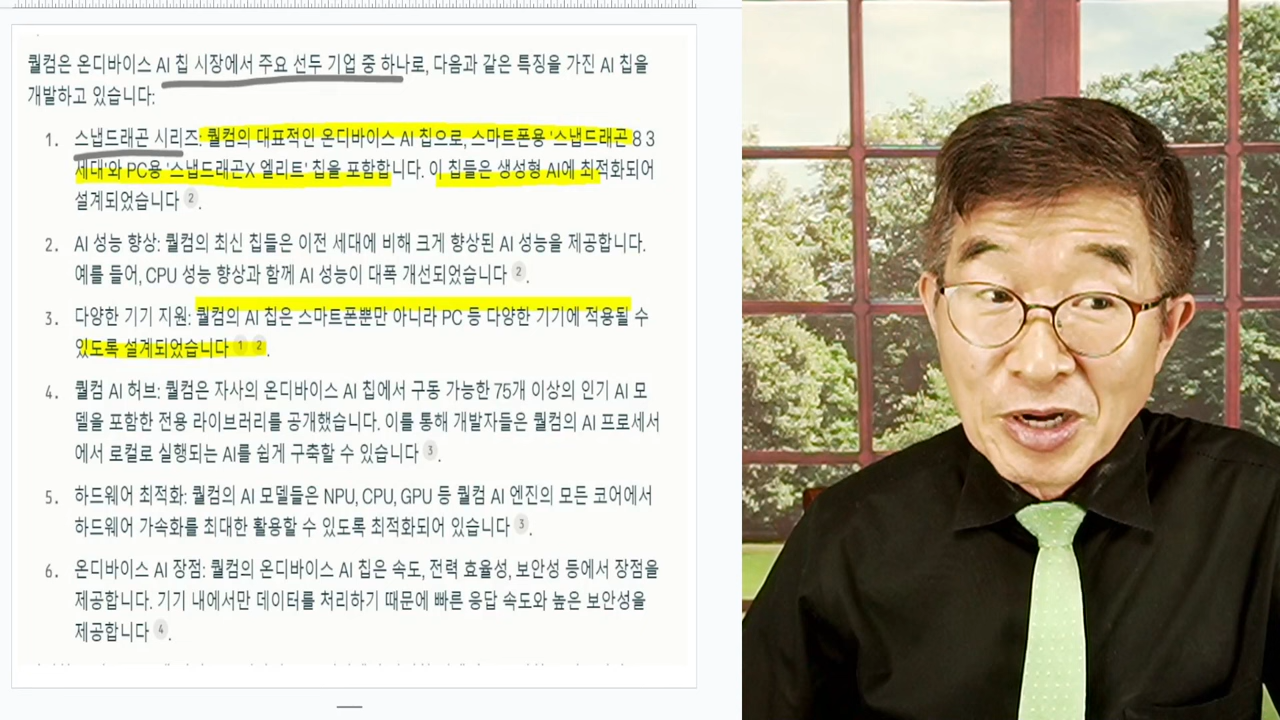 퀄컴은 온디바이스 AI 칩 시장에서 주요 선두 기업 중 하나로, 다음과 같은 특징을 가진 AI 칩을
개발하고 있습니다:
1. 스냅드래곤 시리즈: 퀄컴의 대표적인 온디바이스 AI 칩으로, 스마트폰용 '스냅드래곤 8 3
세대'와 PC용 '스냅드래곤X 엘리트' 칩을 포함합니다. 이 칩들은 생성형 AI에 최적화되어
설계되었습니다 2.
2. AI 성능 향상: 퀄컴의 최신 칩들은 이전 세대에 비해 크게 향상된 AI 성능을 제공합니다.
예를 들어, CPU 성능 향상과 함께 AI 성능이 대폭 개선되었습니다 2.
3. 다양한 기기 지원: 퀄컴의 AI 칩은 스마트폰뿐만 아니라 PC 등 다양한 기기에 적용될 수
있도록 설계되었습니다 1 2.
4. 퀄컴 AI 허브: 퀄컴은 자사의 온디바이스 AI 칩에서 구동 가능한 75개 이상의 인기 AI 모
델을 포함한 전용 라이브러리를 공개했습니다. 이를 통해 개발자들은 퀄컴의 AI 프로세서
에서 로컬로 실행되는 AI를 쉽게 구축할 수 있습니다 3.
5. 하드웨어 최적화: 퀄컴의 AI 모델들은 NPU, CPU, GPU 등 퀄컴 AI 엔진의 모든 코어에서
하드웨어 가속화를 최대한 활용할 수 있도록 최적화되어 있습니다 3.
6. 온디바이스 AI 장점: 퀄컴의 온디바이스 AI 칩은 속도, 전력 효율성, 보안성 등에서 장점을
제공합니다. 기기 내에서만 데이터를 처리하기 때문에 빠른 응답 속도와 높은 보안성을
제공합니다 4.